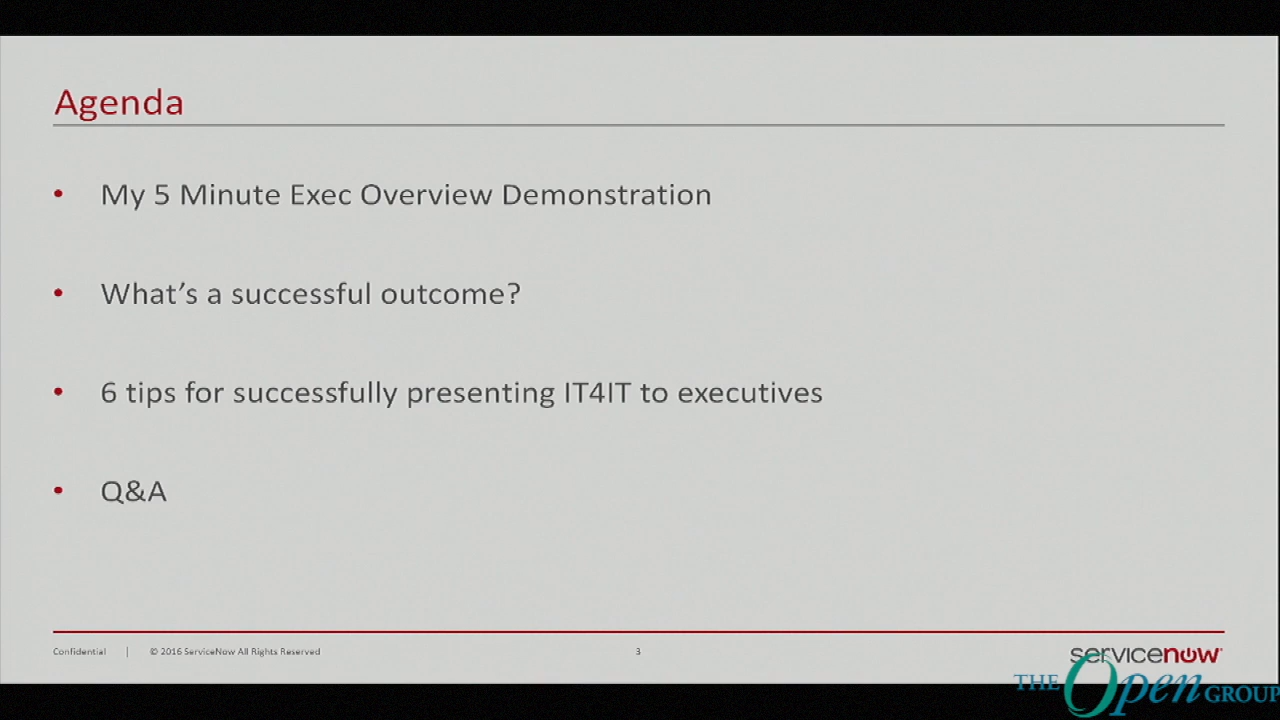 Agenda
• My 5 Minute Exec Overview Demonstration
• What's a successful outcome?
• 6 tips for successfully presenting IT4IT to executives
• Q&A
Confidential | © 2016 ServiceNow All Rights Reserved 3 servicenow
THE Open GROUP